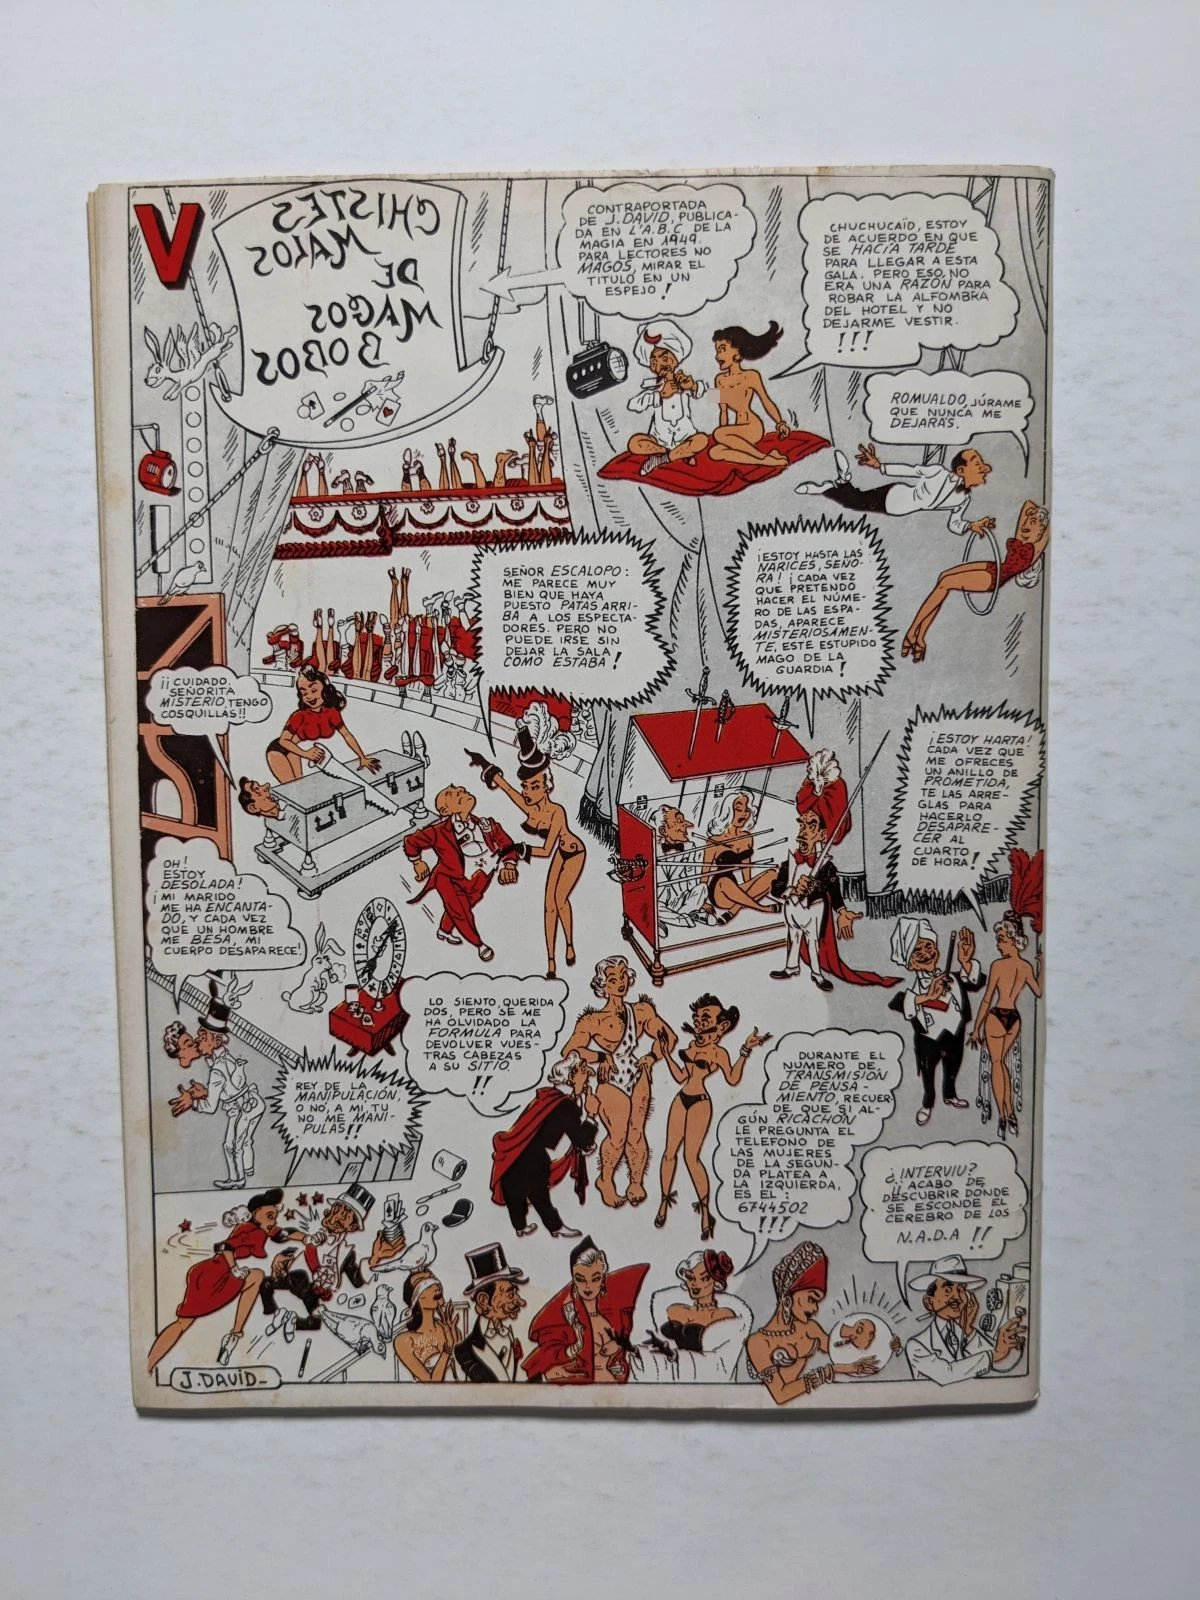 V
CHISTES
MALOS
DE
MAGOS
BOBOS
CONTRAPORTADA
DE J. DAVID, PUBLICA-
DA EN L'A.B.C DE LA
MAGIA EN 1949.
PARA LECTORES NO
MAGOS, MIRAR EL
TITULO EN UN
ESPEJO!
CHUCHUCAÏD, ESTOY
DE ACUERDO EN QUE
SE HACÍA TARDE
PARA LLEGAR A ESTA
GALA. PERO ESO, NO
ERA UNA RAZÓN PARA
ROBAR LA ALFOMBRA
DEL HOTEL Y NO
DEJARME VESTIR.
!!!
ROMUALDO, JÚRAME
QUE NUNCA ME
DEJARÁS.
SEÑOR ESCALOPO:
ME PARECE MUY
BIEN QUE HAYA
PUESTO PATAS ARRI-
BA A LOS ESPECTA-
DORES. PERO NO
PUEDE IRSE SIN
DEJAR LA SALA
COMO ESTABA!
¡ESTOY HASTA LAS
NARICES, SEÑO-
RA! ¡CADA VEZ
QUE PRETENDO
HACER EL NÚME-
RO DE LAS ESPA-
DAS, APARECE
MISTERIOSAMEN-
TE, ESTE ESTUPIDO
MAGO DE LA
GUARDIA!
¡¡CUIDADO,
SEÑORITA
MISTERIO, TENGO
COSQUILLAS!!
¡ESTOY HARTA!
CADA VEZ QUE
ME OFRECES
UN ANILLO DE
PROMETIDA,
TE LAS ARRE-
GLAS PARA
HACERLO
DESAPARE-
CER AL
CUARTO
DE HORA!
OH!
ESTOY
DESOLADA!
¡MI MARIDO
ME HA ENCANTA-
DO, Y CADA VEZ
QUE UN HOMBRE
ME BESA, MI
CUERPO DESAPARECE!
LO SIENTO, QUERIDA
DOS, PERO SE ME
HA OLVIDADO LA
FORMULA PARA
DEVOLVER VUES-
TRAS CABEZAS
A SU SITIO.
!!
REY DE LA
MANIPULACIÓN,
O NO, A MI, TU
NO ME MANI-
PULAS!!
DURANTE EL
NUMERO DE
TRANSMISIÓN
DE PENSA-
MIENTO, RECUER-
DE QUE SI AL-
GÚN RICACHÓN
LE PREGUNTA EL
TELEFONO DE
LAS MUJERES
DE LA SEGUN-
DA PLATEA A
LA IZQUIERDA,
ES EL:
6744502
!!!
¿INTERVIU?
¡¡ ACABO DE
DESCUBRIR DONDE
SE ESCONDE EL
CEREBRO DE LOS
N.A.D.A !!
J. DAVID